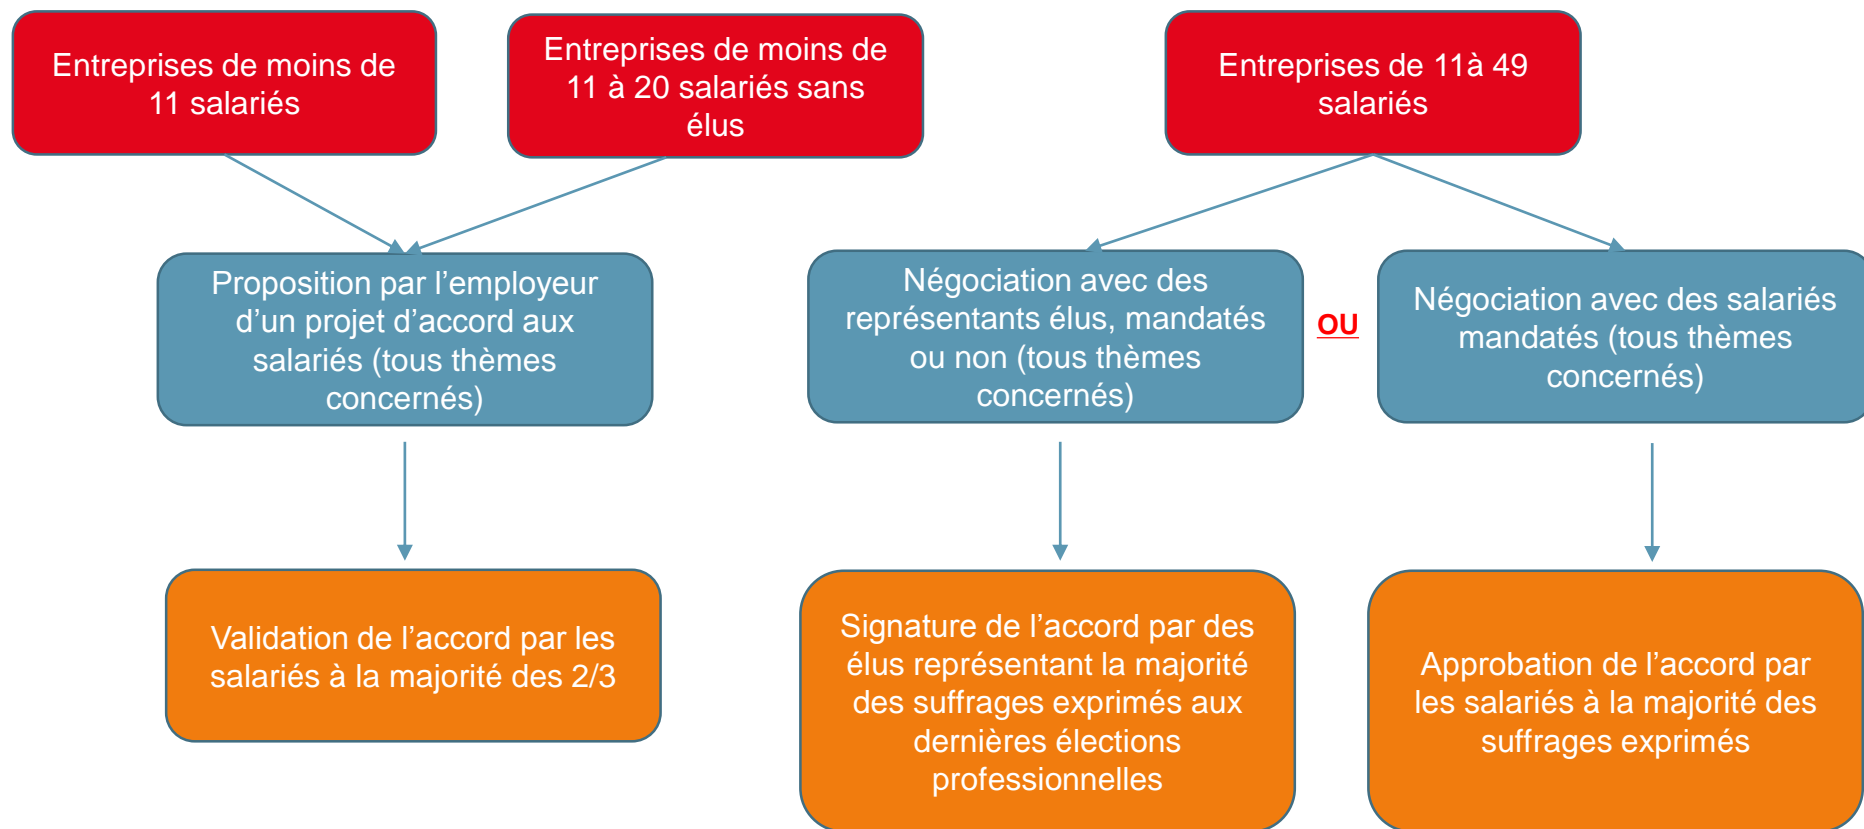 Entreprises de moins de
11 salariés
Entreprises de moins de
11 à 20 salariés sans
élus
Entreprises de 11à 49
salariés
Proposition par l’employeur
d’un projet d’accord aux
salariés (tous thèmes
concernés)
Négociation avec des
représentants élus, mandatés
ou non (tous thèmes
concernés)
OU
Négociation avec des salariés
mandatés (tous thèmes
concernés)
Validation de l’accord par les
salariés à la majorité des 2/3
Signature de l’accord par des
élus représentant la majorité
des suffrages exprimés aux
dernières élections
professionnelles
Approbation de l’accord par
les salariés à la majorité des
suffrages exprimés